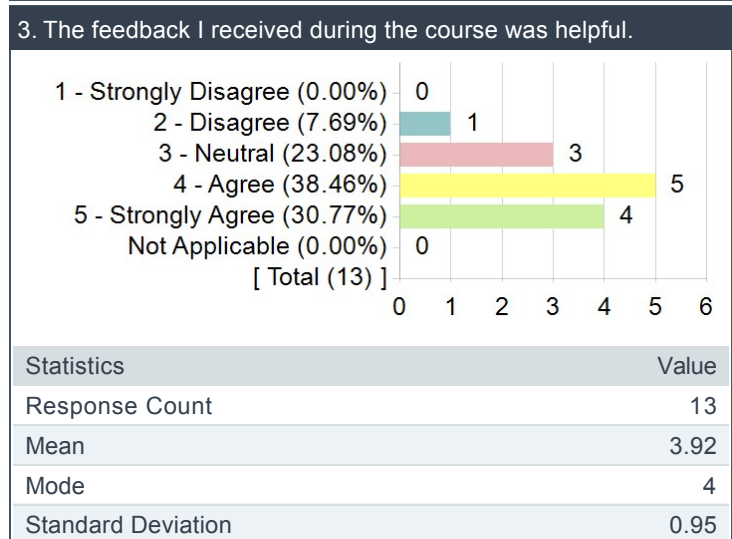 3. The feedback I received during the course was helpful.
1 - Strongly Disagree (0.00%) 0
2 - Disagree (7.69%) 1
3 - Neutral (23.08%) 3
4 - Agree (38.46%) 5
5 - Strongly Agree (30.77%) 4
Not Applicable (0.00%) 0
[ Total (13) ]
0 1 2 3 4 5 6
Statistics Value
Response Count 13
Mean 3.92
Mode 4
Standard Deviation 0.95